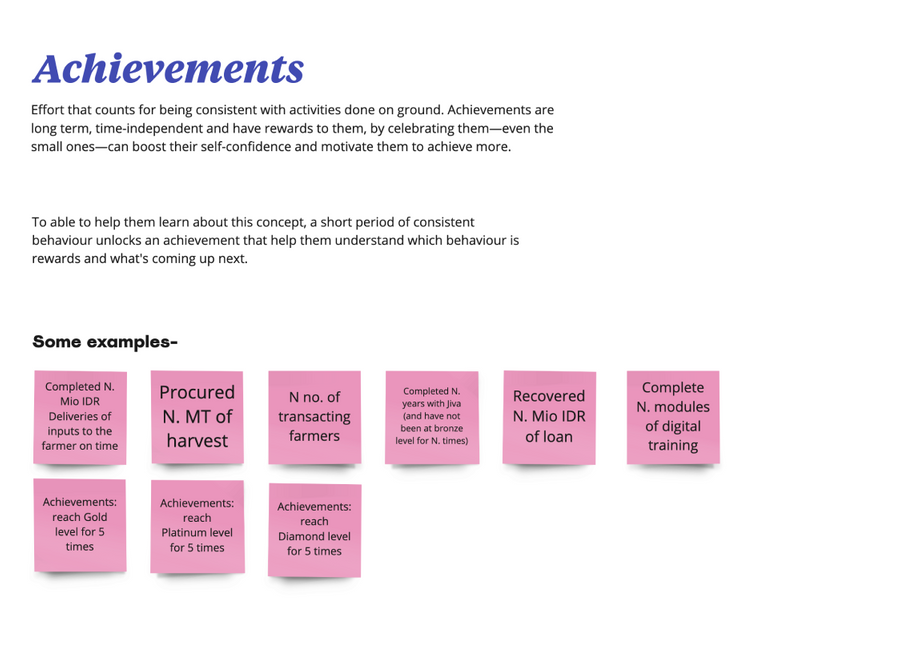 Achievements
Effort that counts for being consistent with activities done on ground. Achievements are
long term, time-independent and have rewards to them, by celebrating them—even the
small ones—can boost their self-confidence and motivate them to achieve more.
To able to help them learn about this concept, a short period of consistent
behaviour unlocks an achievement that help them understand which behaviour is
rewards and what's coming up next.
Some examples-
Completed N.
Mio IDR
Deliveries of
inputs to the
farmer on time
Procured
N. MT of
harvest
N no. of
transacting
farmers
Completed N.
years with Jiva
(and have not
been at bronze
level for N. times)
Recovered
N. Mio IDR
of loan
Complete
N. modules
of digital
training
Achievements:
reach Gold
level for 5
times
Achievements:
reach
Platinum level
for 5 times
Achievements:
reach
Diamond level
for 5 times